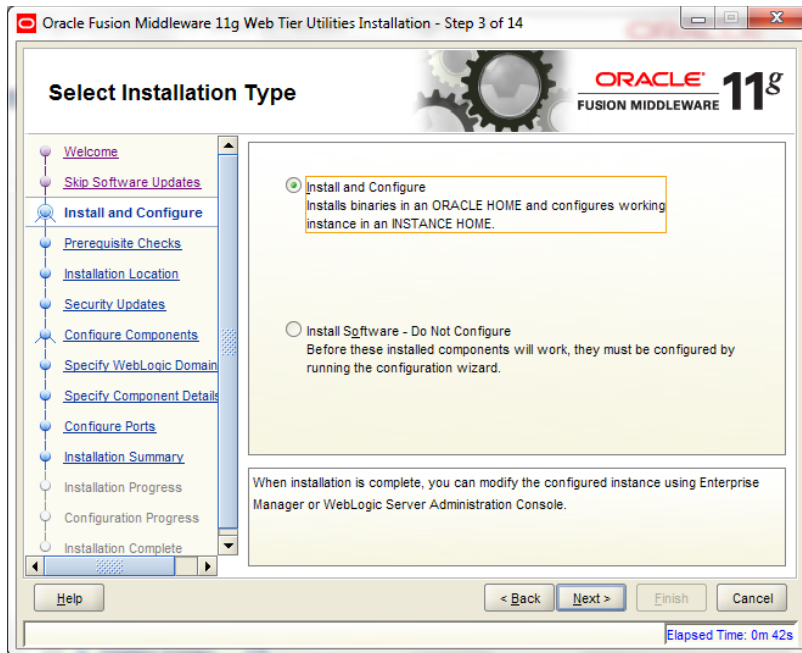 Oracle Fusion Middleware 11g Web Tier Utilities Installation - Step 3 of 14
Select Installation Type
ORACLE
FUSION MIDDLEWARE 11g
Welcome
Skip Software Updates
Install and Configure
Prerequisite Checks
Installation Location
Security Updates
Configure Components
Specify WebLogic Domain
Specify Component Details
Configure Ports
Installation Summary
Installation Progress
Configuration Progress
Installation Complete
Install and Configure
Installs binaries in an ORACLE HOME and configures working
instance in an INSTANCE HOME.
Install Software - Do Not Configure
Before these installed components will work, they must be configured by
running the configuration wizard.
When installation is complete, you can modify the configured instance using Enterprise
Manager or WebLogic Server Administration Console.
Help
< Back
Next >
Finish
Cancel
Elapsed Time: 0m 42s